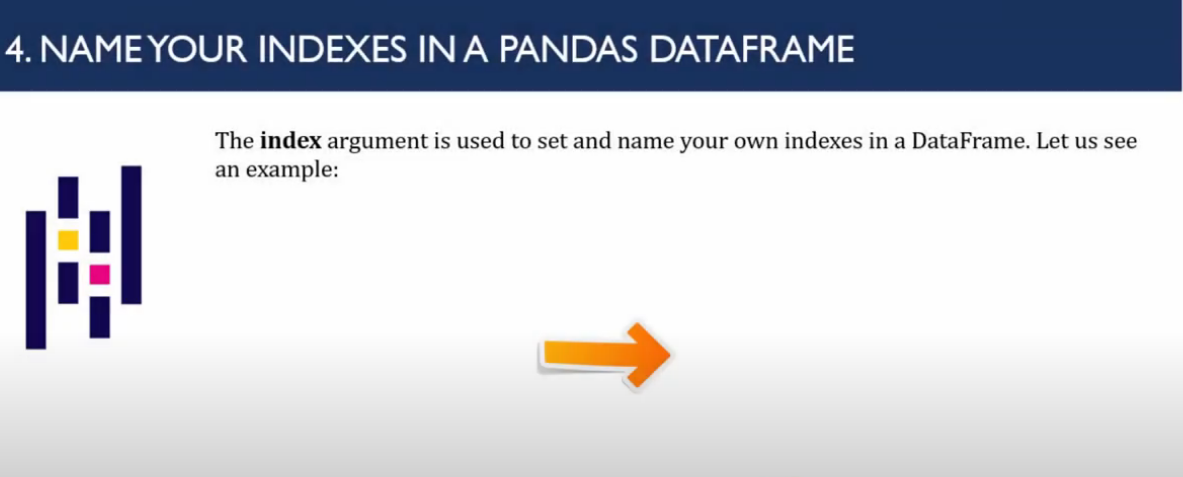 4. NAME YOUR INDEXES IN A PANDAS DATAFRAME
The index argument is used to set and name your own indexes in a DataFrame. Let us see
an example: